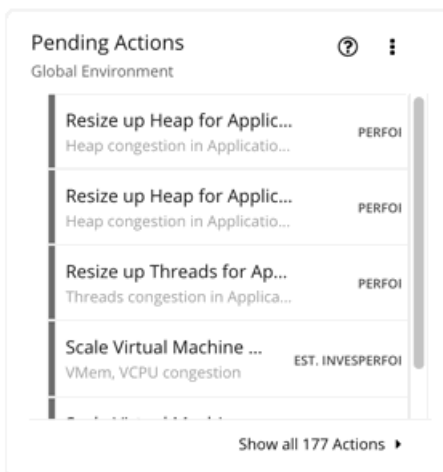 Pending Actions
Global Environment
Resize up Heap for Applic...
Heap congestion in Applicatio...
PERFOI
Resize up Heap for Applic...
Heap congestion in Applicatio...
PERFOI
Resize up Threads for Ap...
Threads congestion in Applica...
PERFOI
Scale Virtual Machine ...
VMem, VCPU congestion
EST. INVESPERFOI
Show all 177 Actions